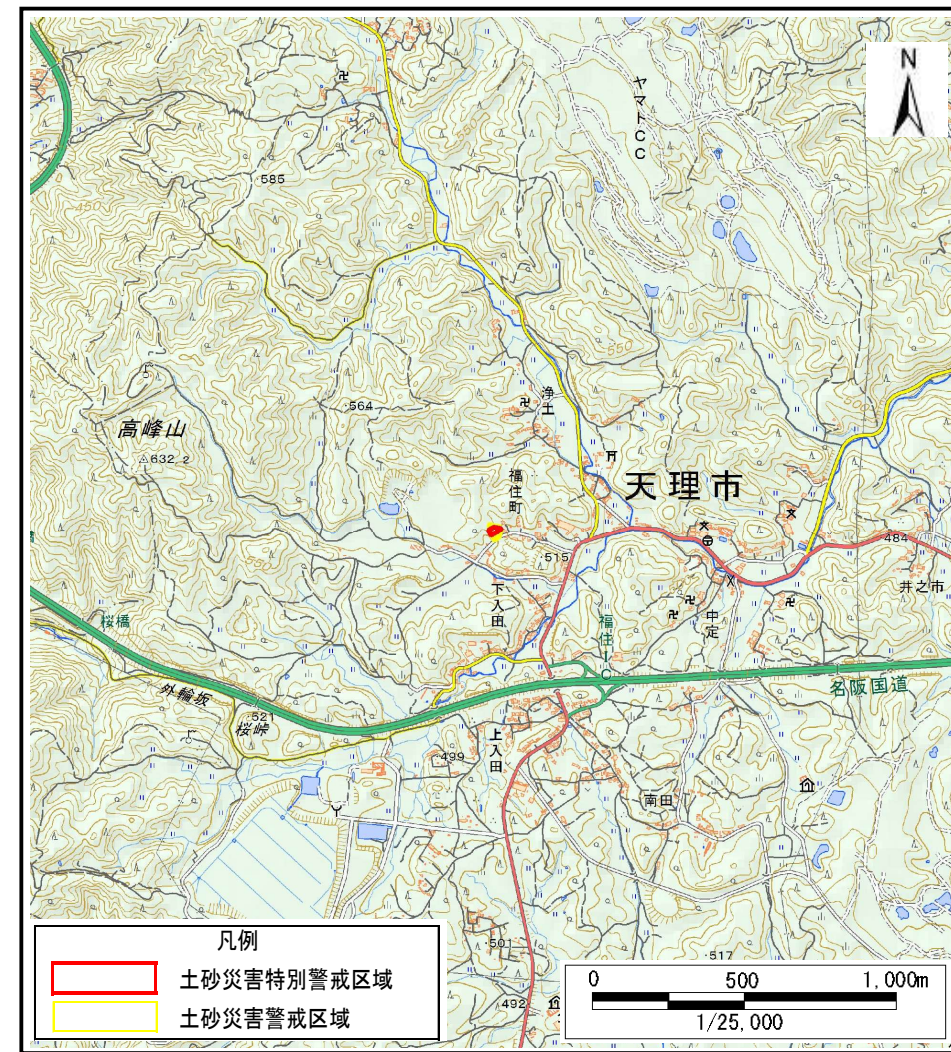 N
ヤマトCC
550
585
450
550
浄土
564
高峰山
632.2
福住町
天理市
515
484
550
井之市
下入田
中定
福住
桜橋
名阪国道
外輪坂
521
桜峠
上入田
499
南田
501
517
492
凡例
土砂災害特別警戒区域
土砂災害警戒区域
0 500 1,000m
1/25,000